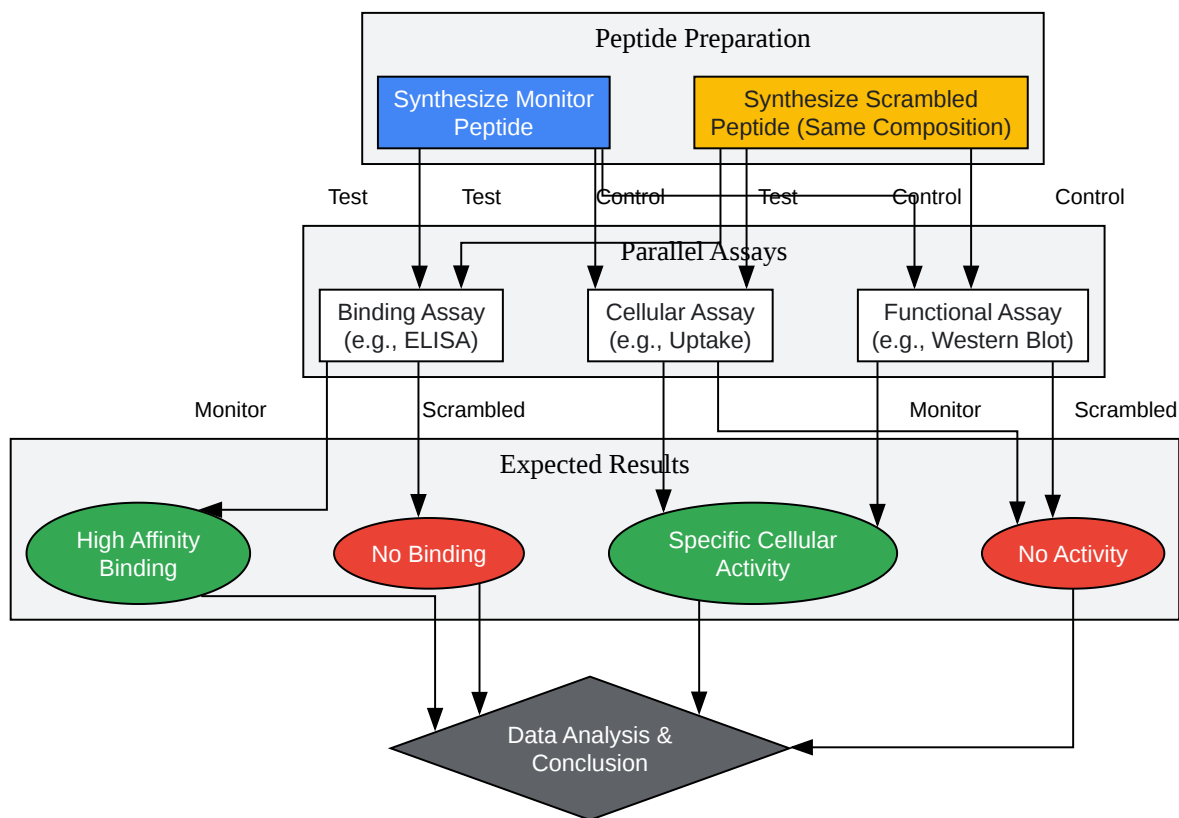 Peptide Preparation
Synthesize Monitor
Peptide
Synthesize Scrambled
Peptide (Same Composition)
Test
Test
Control
Test
Control
Control
Parallel Assays
Binding Assay
(e.g., ELISA)
Cellular Assay
(e.g., Uptake)
Functional Assay
(e.g., Western Blot)
Monitor
Scrambled
Monitor
Scrambled
Expected Results
High Affinity
Binding
No Binding
Specific Cellular
Activity
No Activity
Data Analysis &
Conclusion